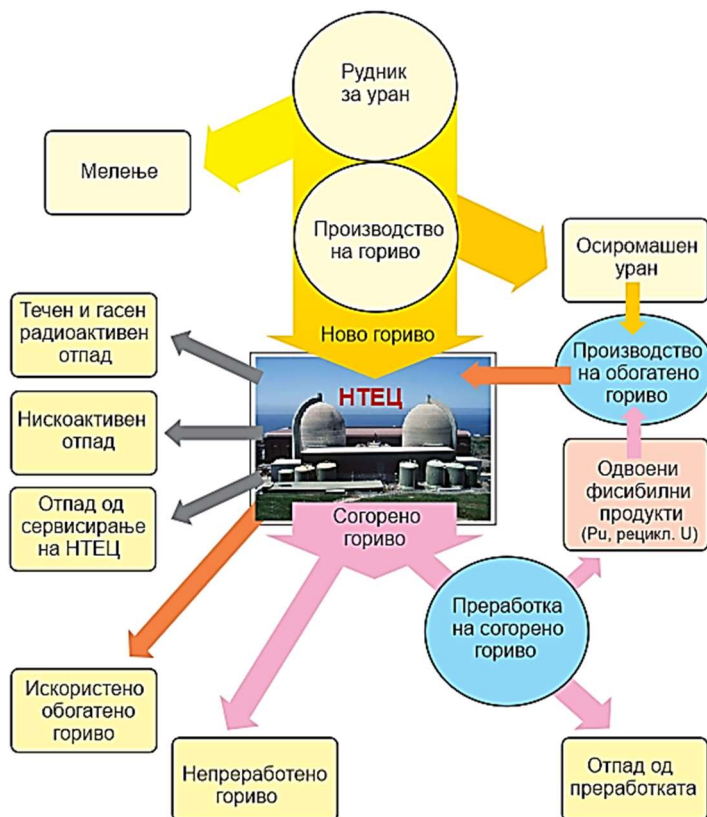 Рудник
за уран
Мелење
Производство
на гориво
Осиромашен
уран
Течен и гасен
радиоактивен
отпад
Ново гориво
Производство
на обогатено
гориво
НТЕЦ
Нискоактивен
отпад
Одвоени
фисибилни
продукти
(Pu, рецикл. U)
Отпад од
сервисирање
на НТЕЦ
Согорено
гориво
Преработка
на согорено
гориво
Искористено
обогатено
гориво
Непреработено
гориво
Отпад од
преработката